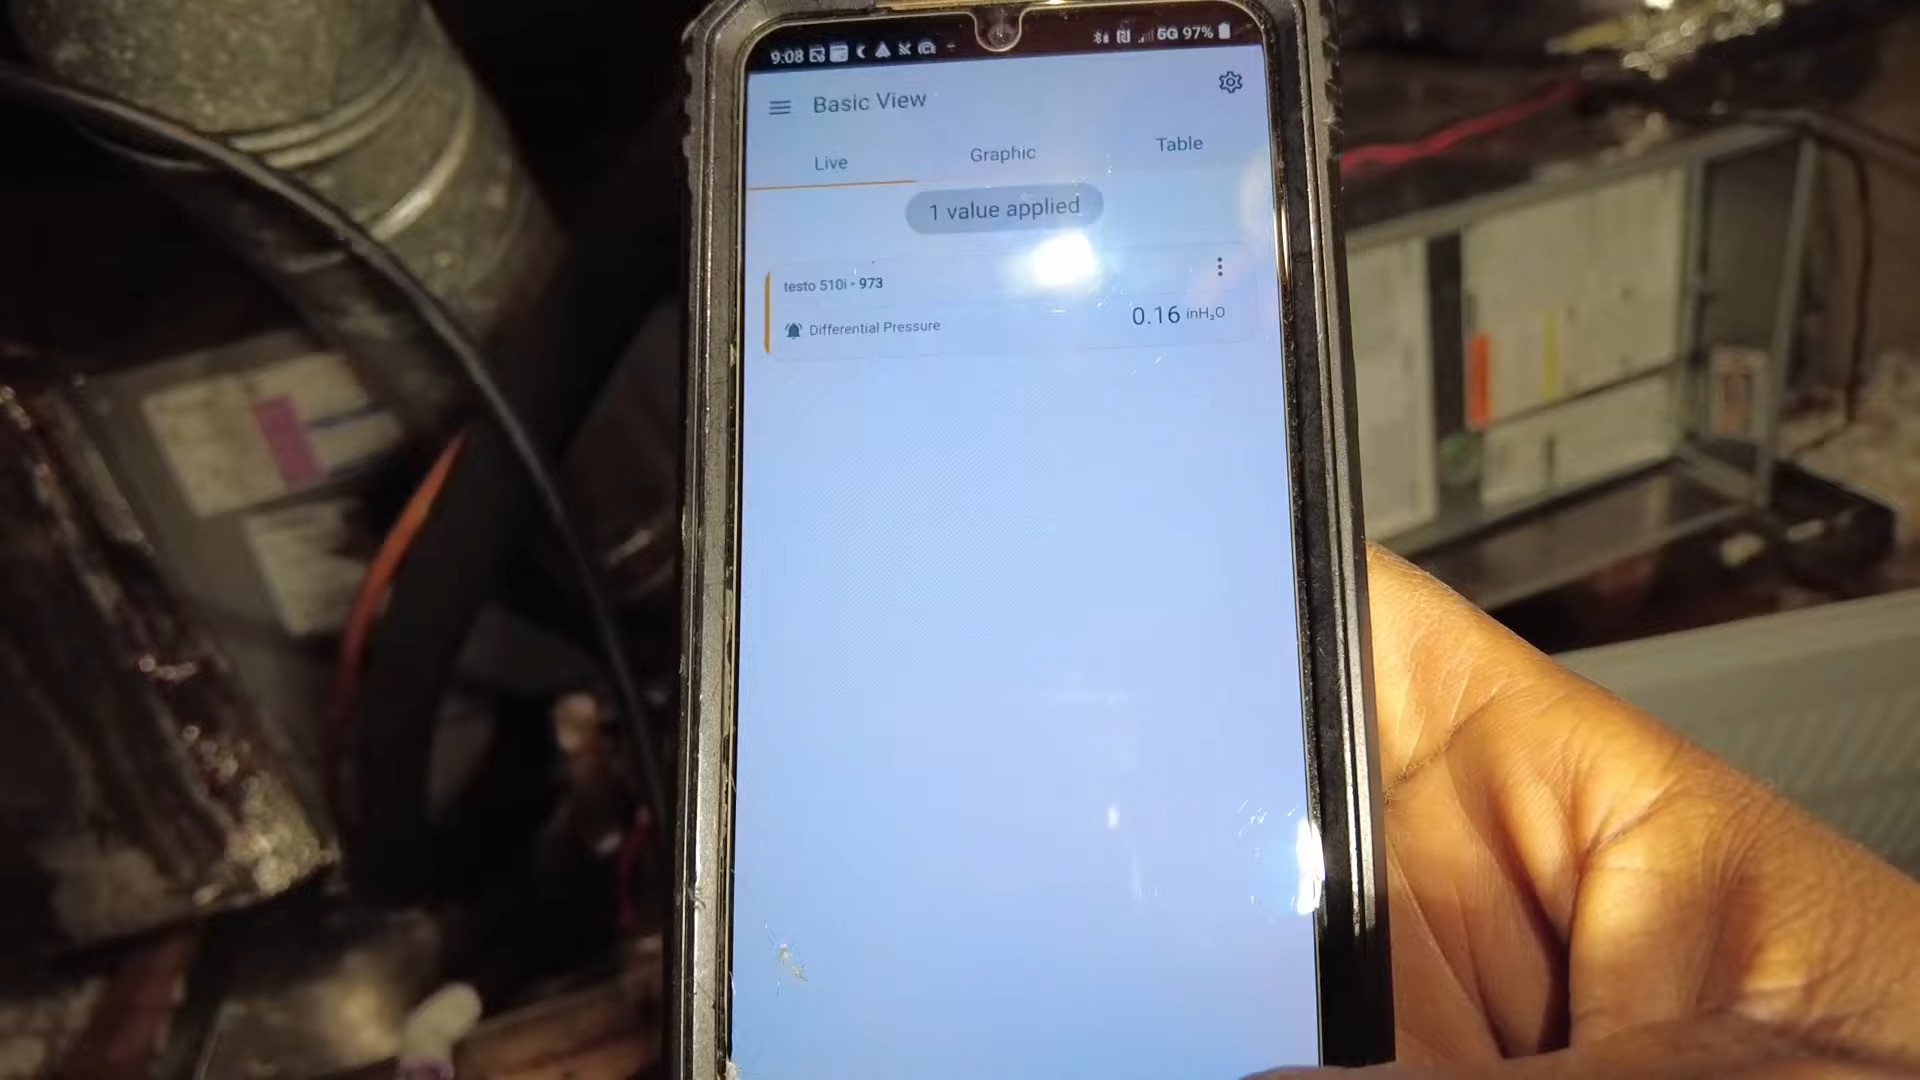 9:08
5G 97%
Basic View
Live
Graphic
Table
1 value applied
testo 510i - 973
Differential Pressure
0.16 inH₂O